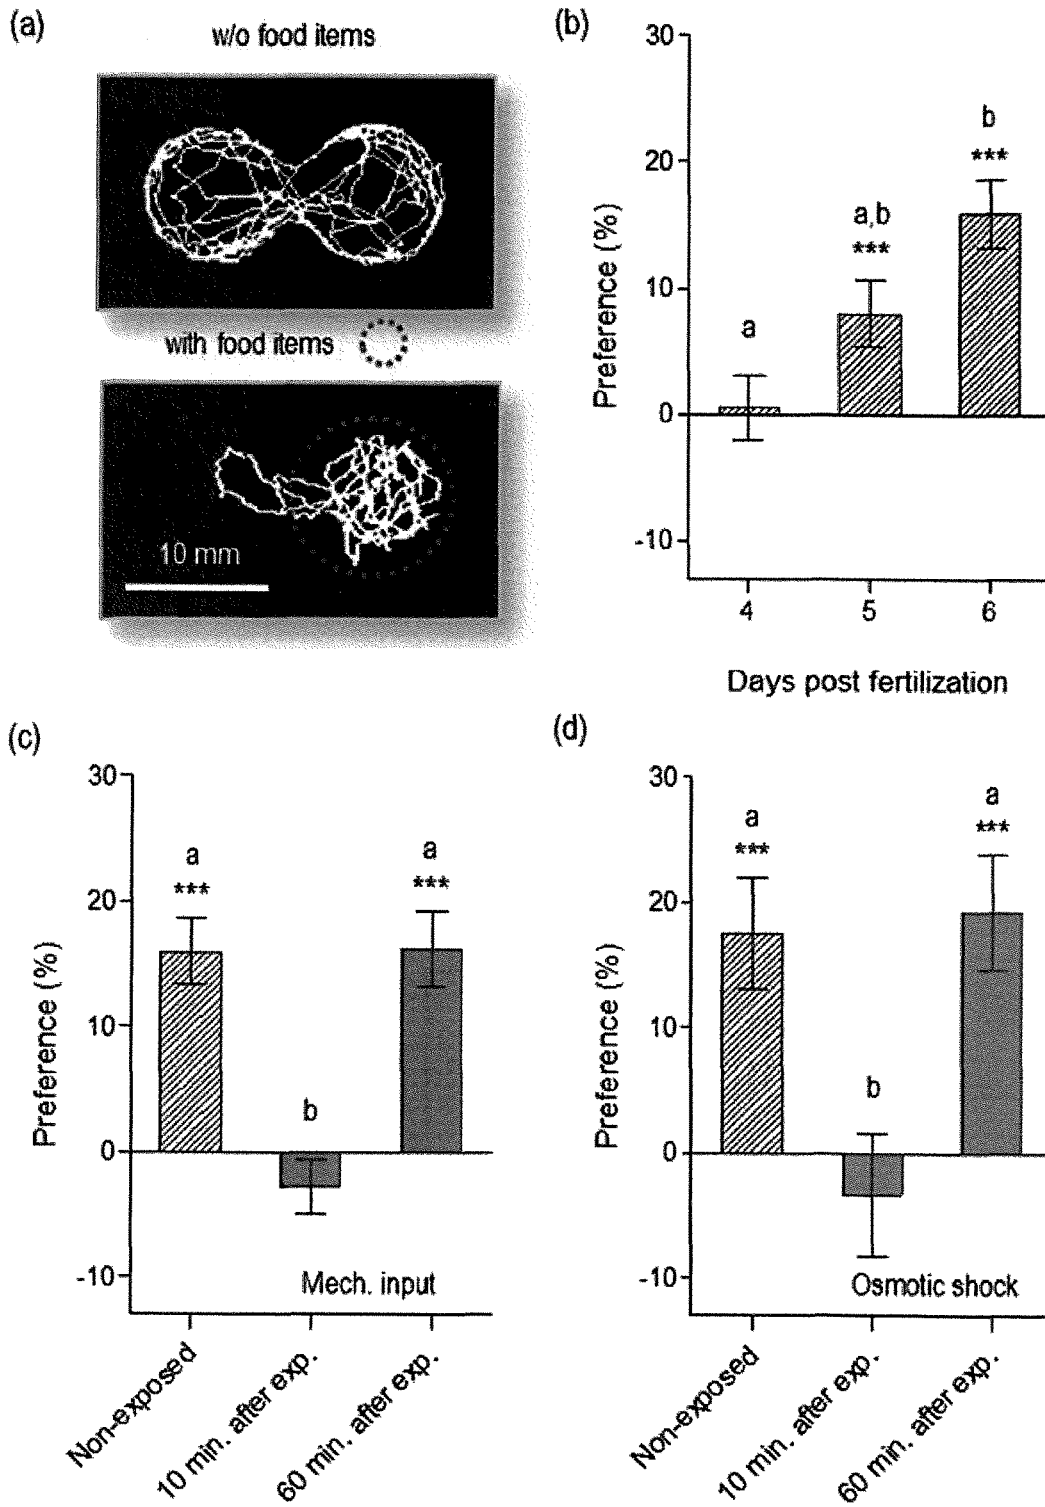 (a)
w/o food items
with food items
10 mm
(b)
30
20
10
0
-10
Preference (%)
a
a,b
***
b
***
4
5
6
Days post fertilization
(c)
30
20
10
0
-10
Preference (%)
a
***
b
a
***
Mech. input
Non-exposed
10 min. after exp.
60 min. after exp.
(d)
30
20
10
0
-10
Preference (%)
a
***
b
a
***
Osmotic shock
Non-exposed
10 min. after exp.
60 min. after exp.